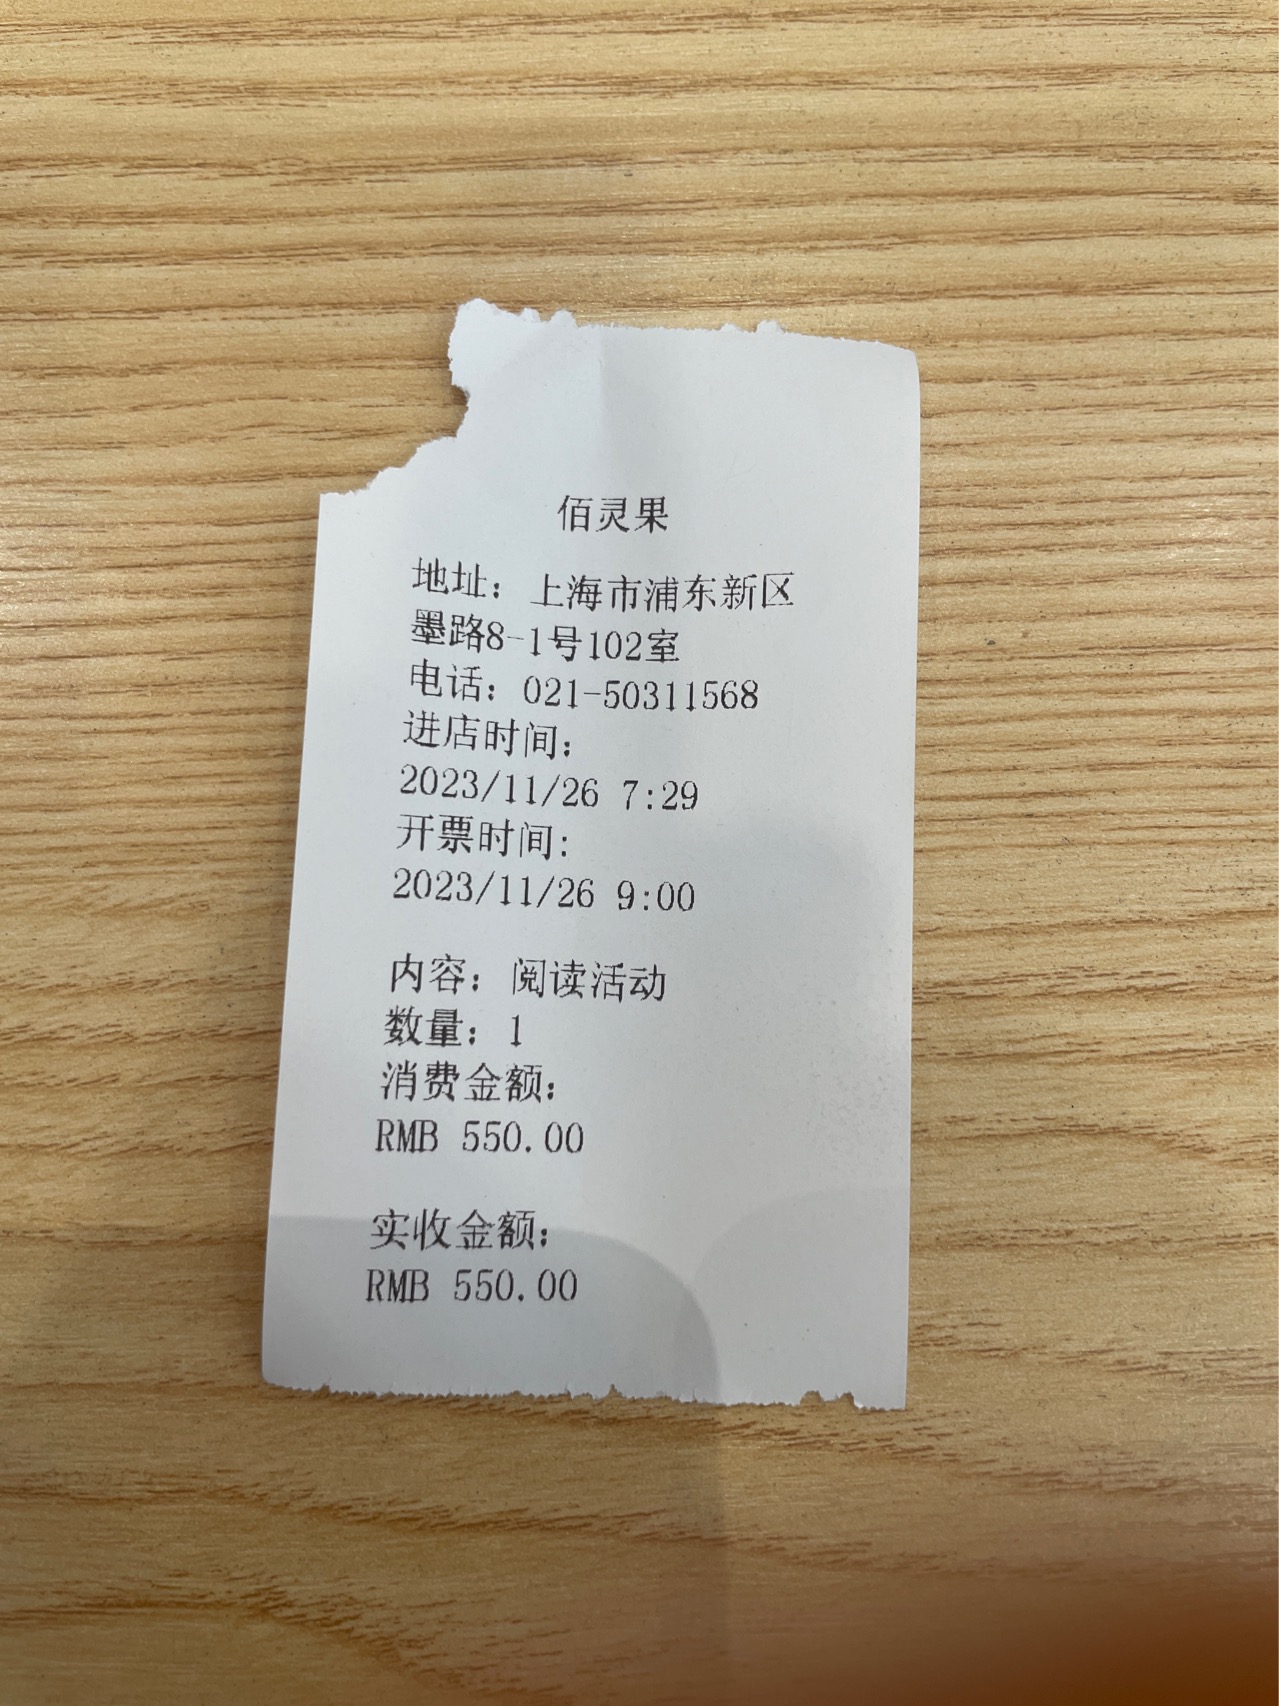 佰灵果
地址：上海市浦东新区
墨路8-1号102室
电话：021-50311568
进店时间：
2023/11/26 7:29
开票时间：
2023/11/26 9:00
内容：阅读活动
数量：1
消费金额：
RMB 550.00
实收金额：
RMB 550.00